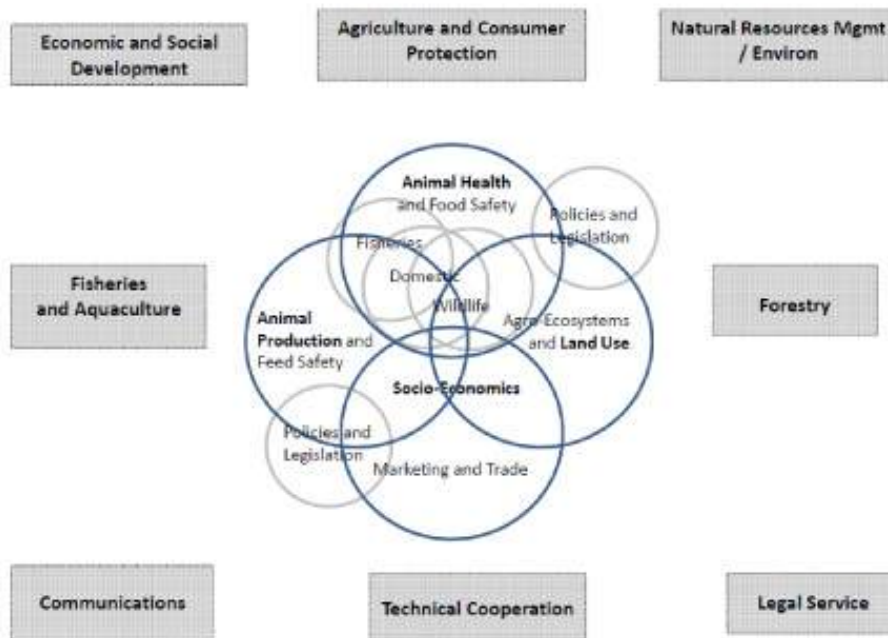 Economic and Social
Development
Agriculture and Consumer
Protection
Natural Resources Mgmt
/ Environ
Animal Health
and Food Safety
Policies and
Legislation
Fisheries
Domestic
Wildlife
Fisheries
and Aquaculture
Animal
Production and
Feed Safety
Agro-Ecosystems
and Land Use
Forestry
Socio-Economics
Policies and
Legislation
Marketing and Trade
Communications
Technical Cooperation
Legal Service